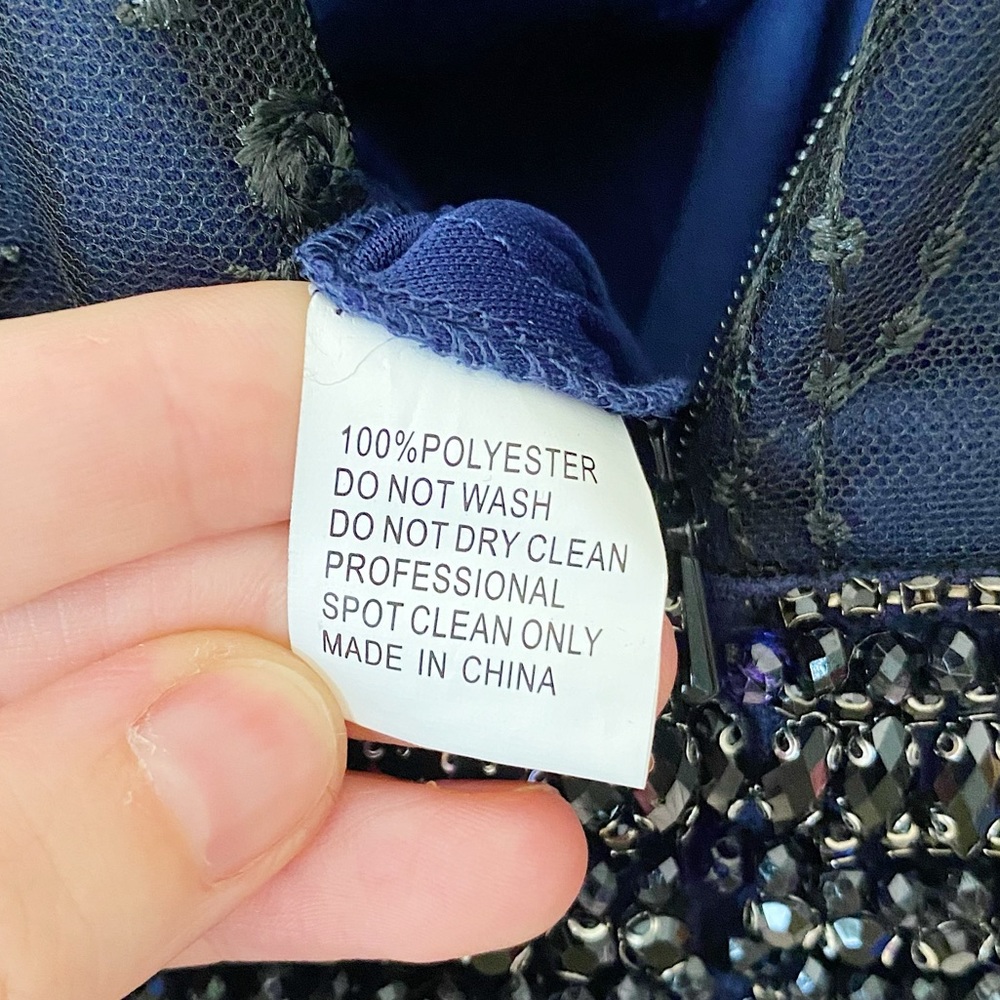 100%POLYESTER
DO NOT WASH
DO NOT DRY CLEAN
PROFESSIONAL
SPOT CLEAN ONLY
MADE IN CHINA